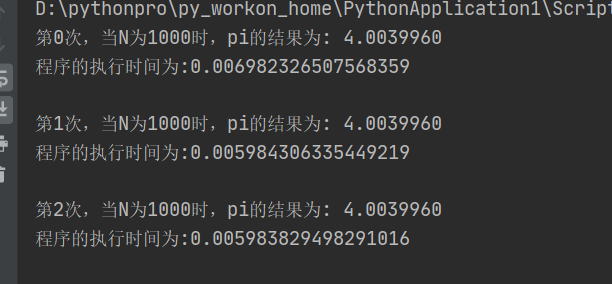 D:\pythonpro\py_workon_home\PythonApplication1\Script
第0次，当N为1000时，pi的结果为: 4.0039960
程序的执行时间为:0.006982326507568359
第1次，当N为1000时，pi的结果为: 4.0039960
程序的执行时间为:0.005984306335449219
第2次，当N为1000时，pi的结果为: 4.0039960
程序的执行时间为:0.005983829498291016